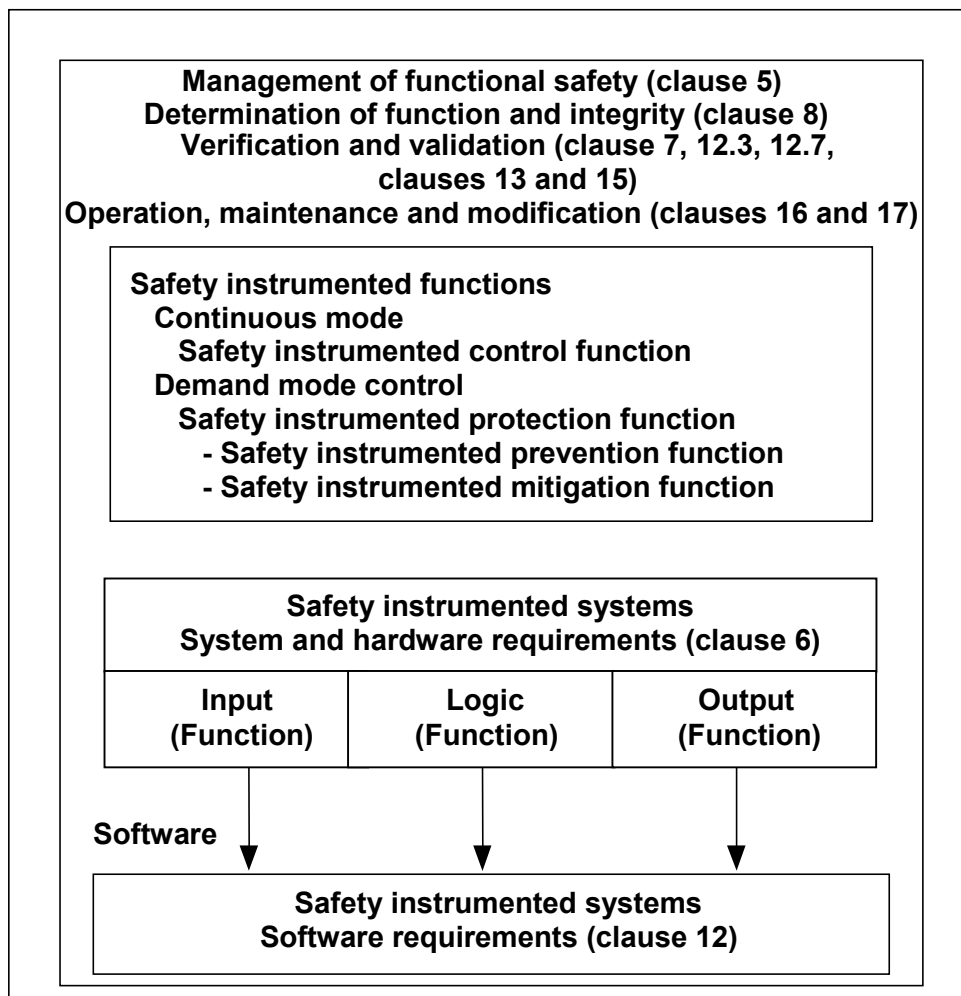 Management of functional safety (clause 5)
Determination of function and integrity (clause 8)
Verification and validation (clause 7, 12.3, 12.7,
clauses 13 and 15)
Operation, maintenance and modification (clauses 16 and 17)
Safety instrumented functions
Continuous mode
Safety instrumented control function
Demand mode control
Safety instrumented protection function
- Safety instrumented prevention function
- Safety instrumented mitigation function
Safety instrumented systems
System and hardware requirements (clause 6)
Input
(Function)
Logic
(Function)
Output
(Function)
Software
Safety instrumented systems
Software requirements (clause 12)